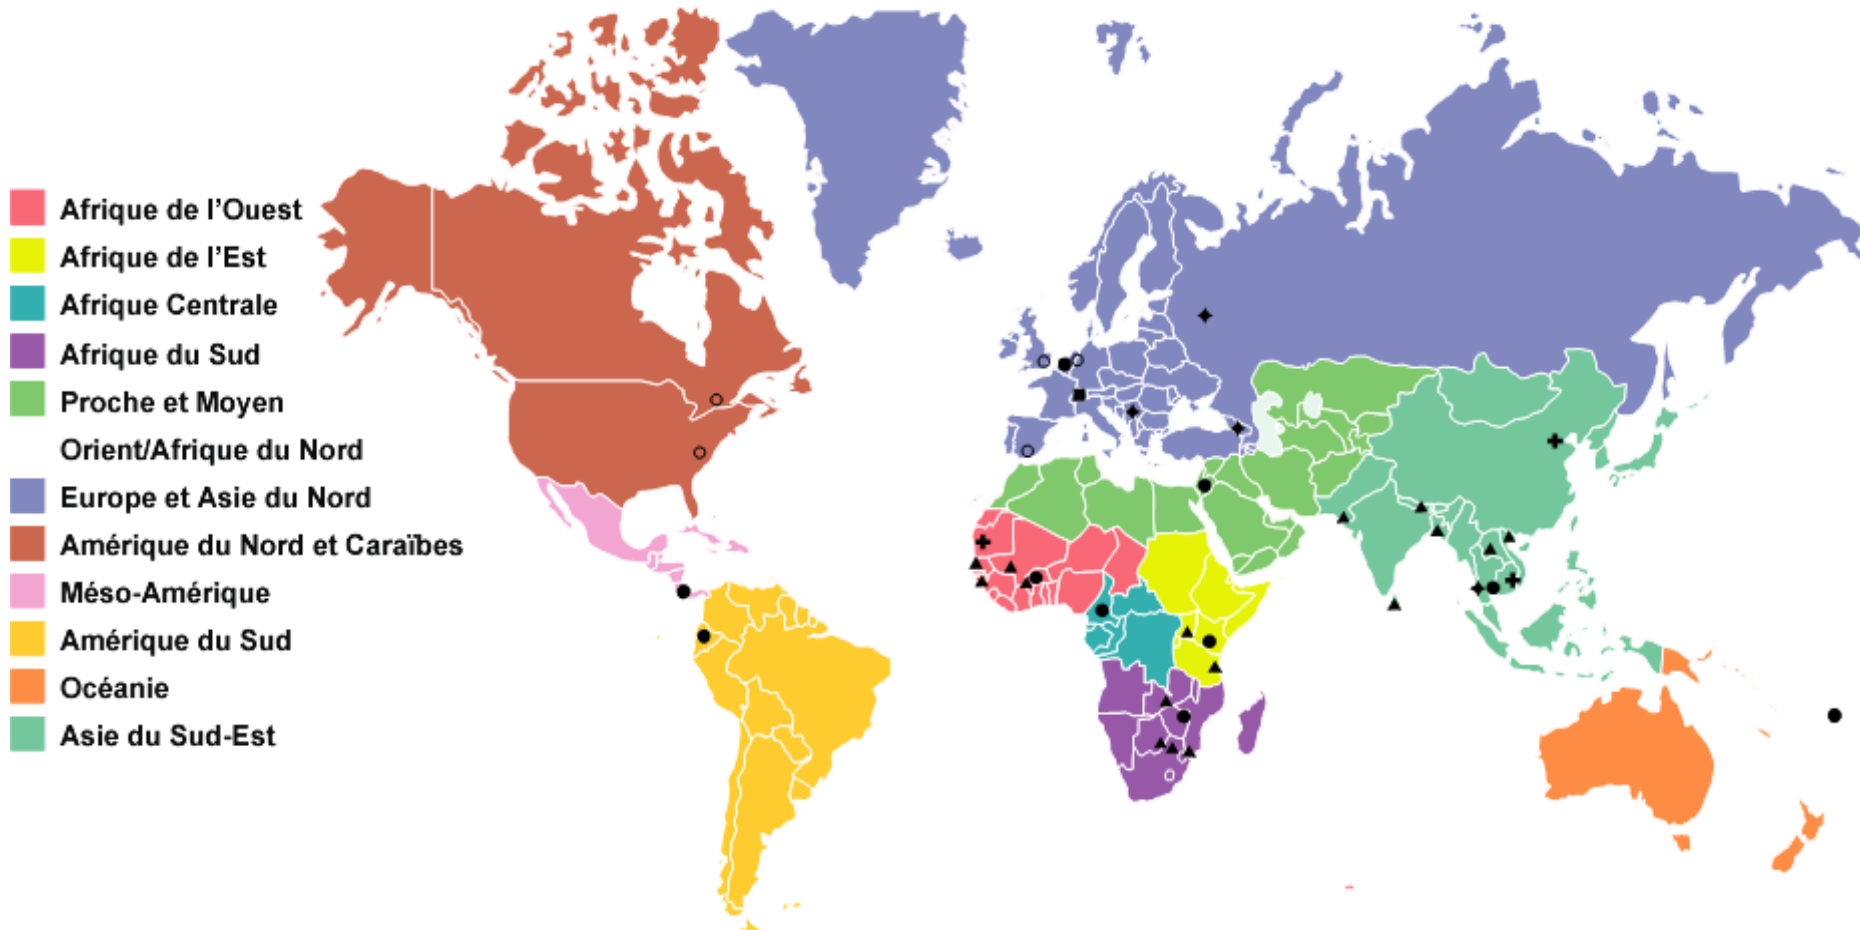 Afrique de l'Ouest
Afrique de l'Est
Afrique Centrale
Afrique du Sud
Proche et Moyen
Orient/Afrique du Nord
Europe et Asie du Nord
Amérique du Nord et Caraïbes
Méso-Amérique
Amérique du Sud
Océanie
Asie du Sud-Est